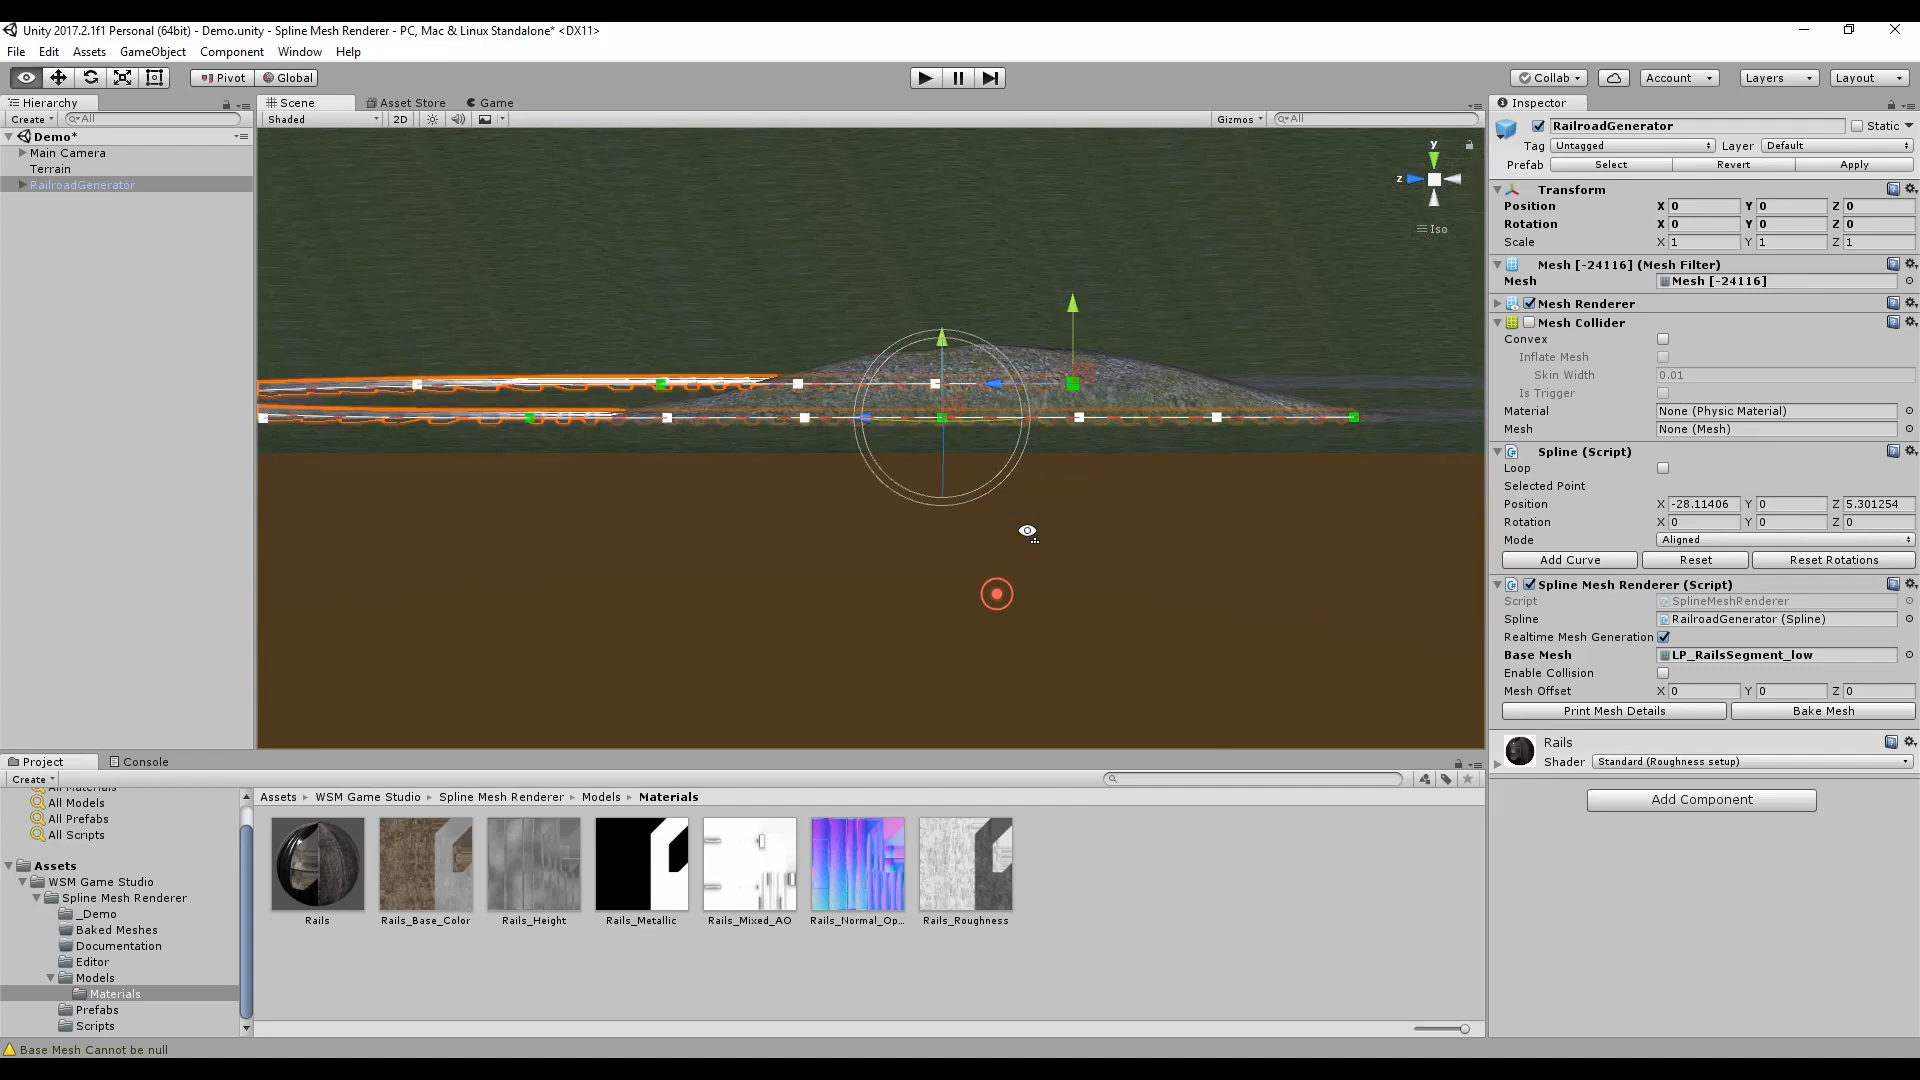 Unity 2017.2.1f1 Personal (64bit) - Demo.unity - Spline Mesh Renderer - PC, Mac & Linux Standalone* <DX11>
File Edit Assets GameObject Component Window Help
Pivot Global Collab Account Layers Layout
Hierarchy
Create All
Demo*
Main Camera
Terrain
RailroadGenerator
Scene Asset Store Game
Shaded 2D Gizmos All
y
z
Iso
Inspector
RailroadGenerator Static
Tag Untagged Layer Default
Prefab Select Revert Apply
Transform
Position X 0 Y 0 Z 0
Rotation X 0 Y 0 Z 0
Scale X 1 Y 1 Z 1
Mesh [-24116] (Mesh Filter)
Mesh Mesh [-24116]
Mesh Renderer
Mesh Collider
Convex
Inflate Mesh
Skin Width 0.01
Is Trigger
Material None (Physic Material)
Mesh None (Mesh)
Spline (Script)
Loop
Selected Point
Position X -28.11406 Y 0 Z 5.301254
Rotation X 0 Y 0 Z 0
Mode Aligned
Add Curve Reset Reset Rotations
Spline Mesh Renderer (Script)
Script SplineMeshRenderer
Spline RailroadGenerator (Spline)
Realtime Mesh Generation
Base Mesh LP_RailsSegment_low
Enable Collision
Mesh Offset X 0 Y 0 Z 0
Print Mesh Details Bake Mesh
Rails
Shader Standard (Roughness setup)
Add Component
Project Console
Create
All Materials
All Models
All Prefabs
All Scripts
Assets
WSM Game Studio
Spline Mesh Renderer
_Demo
Baked Meshes
Documentation
Editor
Models
Materials
Prefabs
Scripts
Assets WSM Game Studio Spline Mesh Renderer Models Materials
Rails Rails_Base_Color Rails_Height Rails_Metallic Rails_Mixed_AO Rails_Normal_Op... Rails_Roughness
Base Mesh Cannot be null